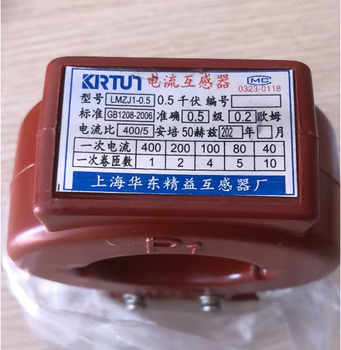 KRTUN 电流互感器 MC
0323-0118
型号 LMZJ1-0.5 0.5千伏 编号
标准 GB1208-2006 准确 0.5 级 0.2 欧姆
电流比 400/5 安培 50赫兹 202 年 月
一次电流 400 200 100 80 40
一次卷匝数 1 2 4 5 10
上海华东精益互感器厂
P1